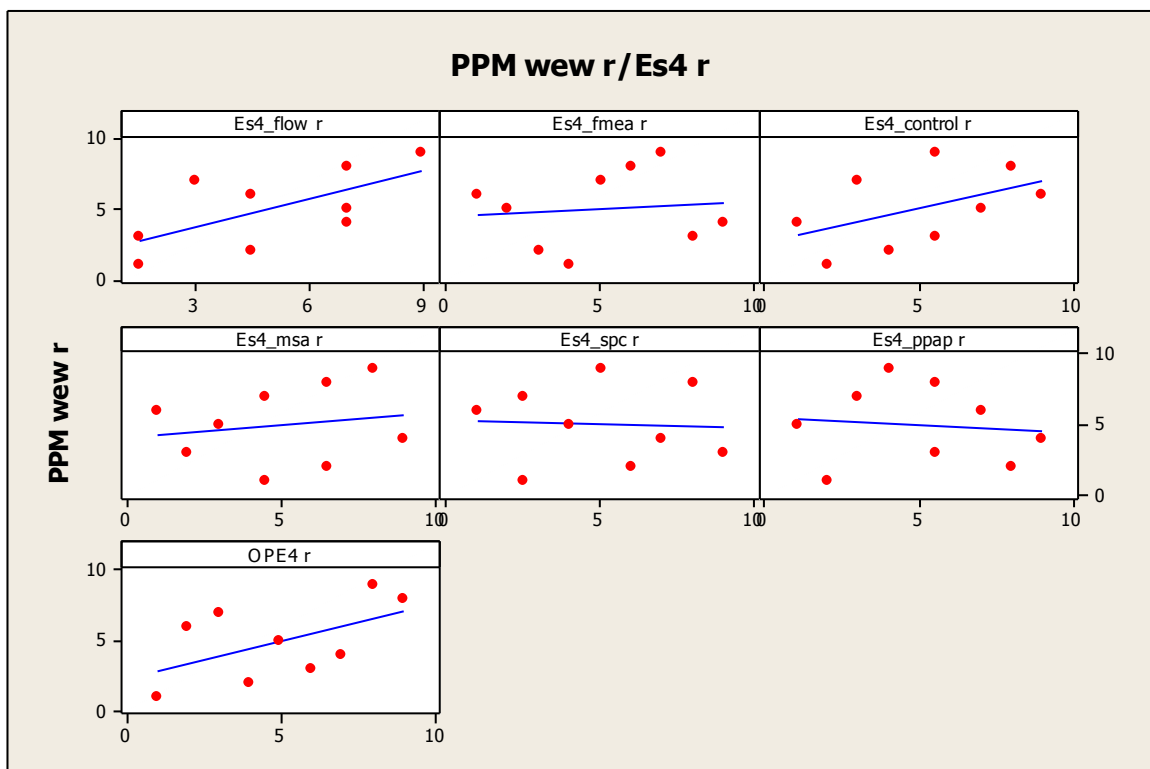 PPM wew r/Es4 r
Es4_flow r Es4_fmea r Es4_control r
10
5
0
3 6 9 0 5 10 0 5 10
Es4_msa r Es4_spc r Es4_ppap r
10
5
0
0 5 10 0 5 10 0 5 10
PPM wew r
OPE4 r
10
5
0
0 5 10